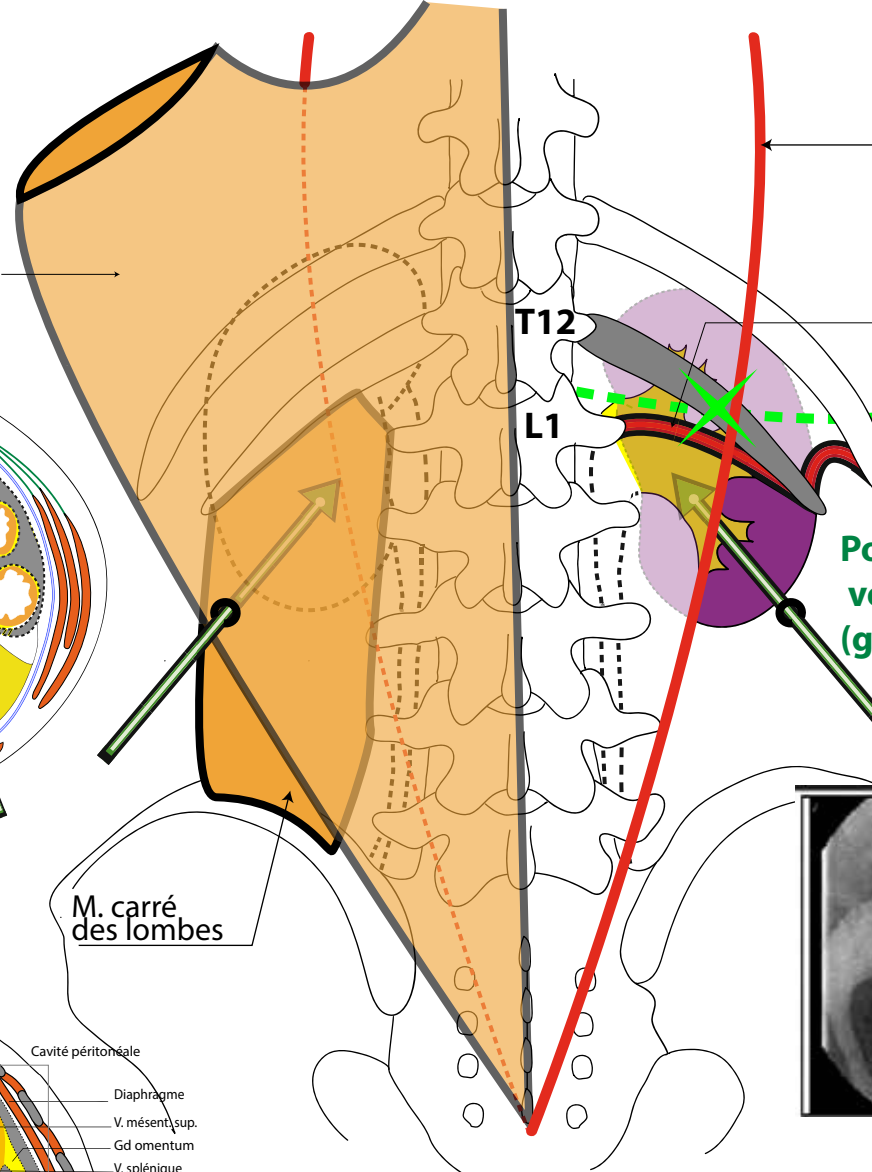 T12
L1
M. carré
des lombes
Cavité péritonéale
Diaphragme
V. mésent. sup.
Gd omentum
V. splénique